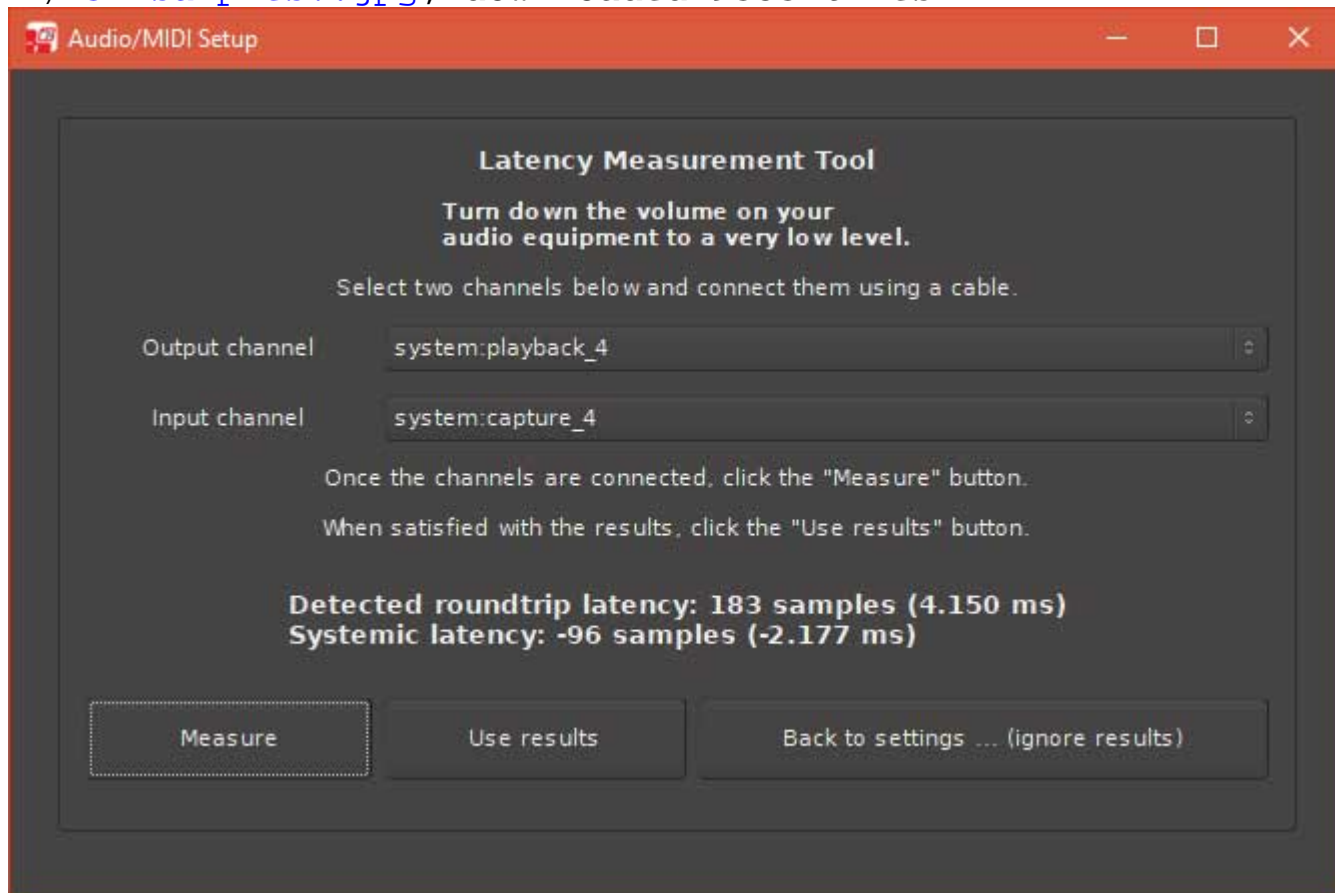 Audio/MIDI Setup
Latency Measurement Tool
Turn down the volume on your
audio equipment to a very low level.
Select two channels below and connect them using a cable.
Output channel system:playback_4
Input channel system:capture_4
Once the channels are connected, click the "Measure" button.
When satisfied with the results, click the "Use results" button.
Detected roundtrip latency: 183 samples (4.150 ms)
Systemic latency: -96 samples (-2.177 ms)
Measure Use results Back to settings ... (ignore results)